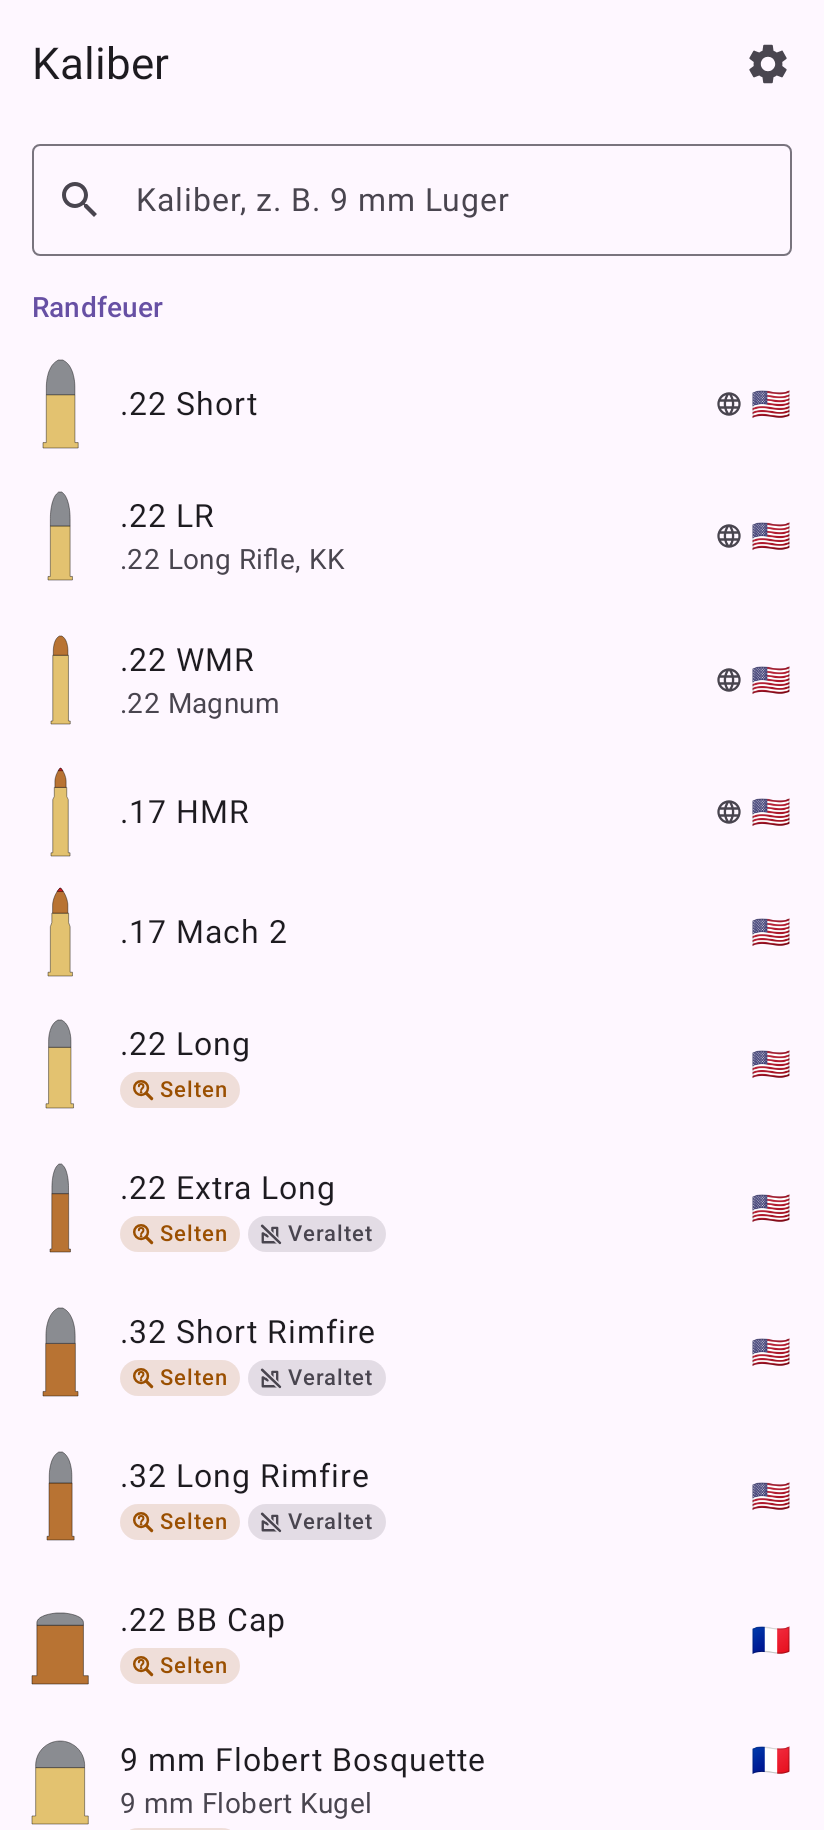 Kaliber
Kaliber, z. B. 9 mm Luger
Randfeuer
.22 Short
.22 LR
.22 Long Rifle, KK
.22 WMR
.22 Magnum
.17 HMR
.17 Mach 2
.22 Long
Selten
.22 Extra Long
Selten Veraltet
.32 Short Rimfire
Selten Veraltet
.32 Long Rimfire
Selten Veraltet
.22 BB Cap
Selten
9 mm Flobert Bosquette
9 mm Flobert Kugel